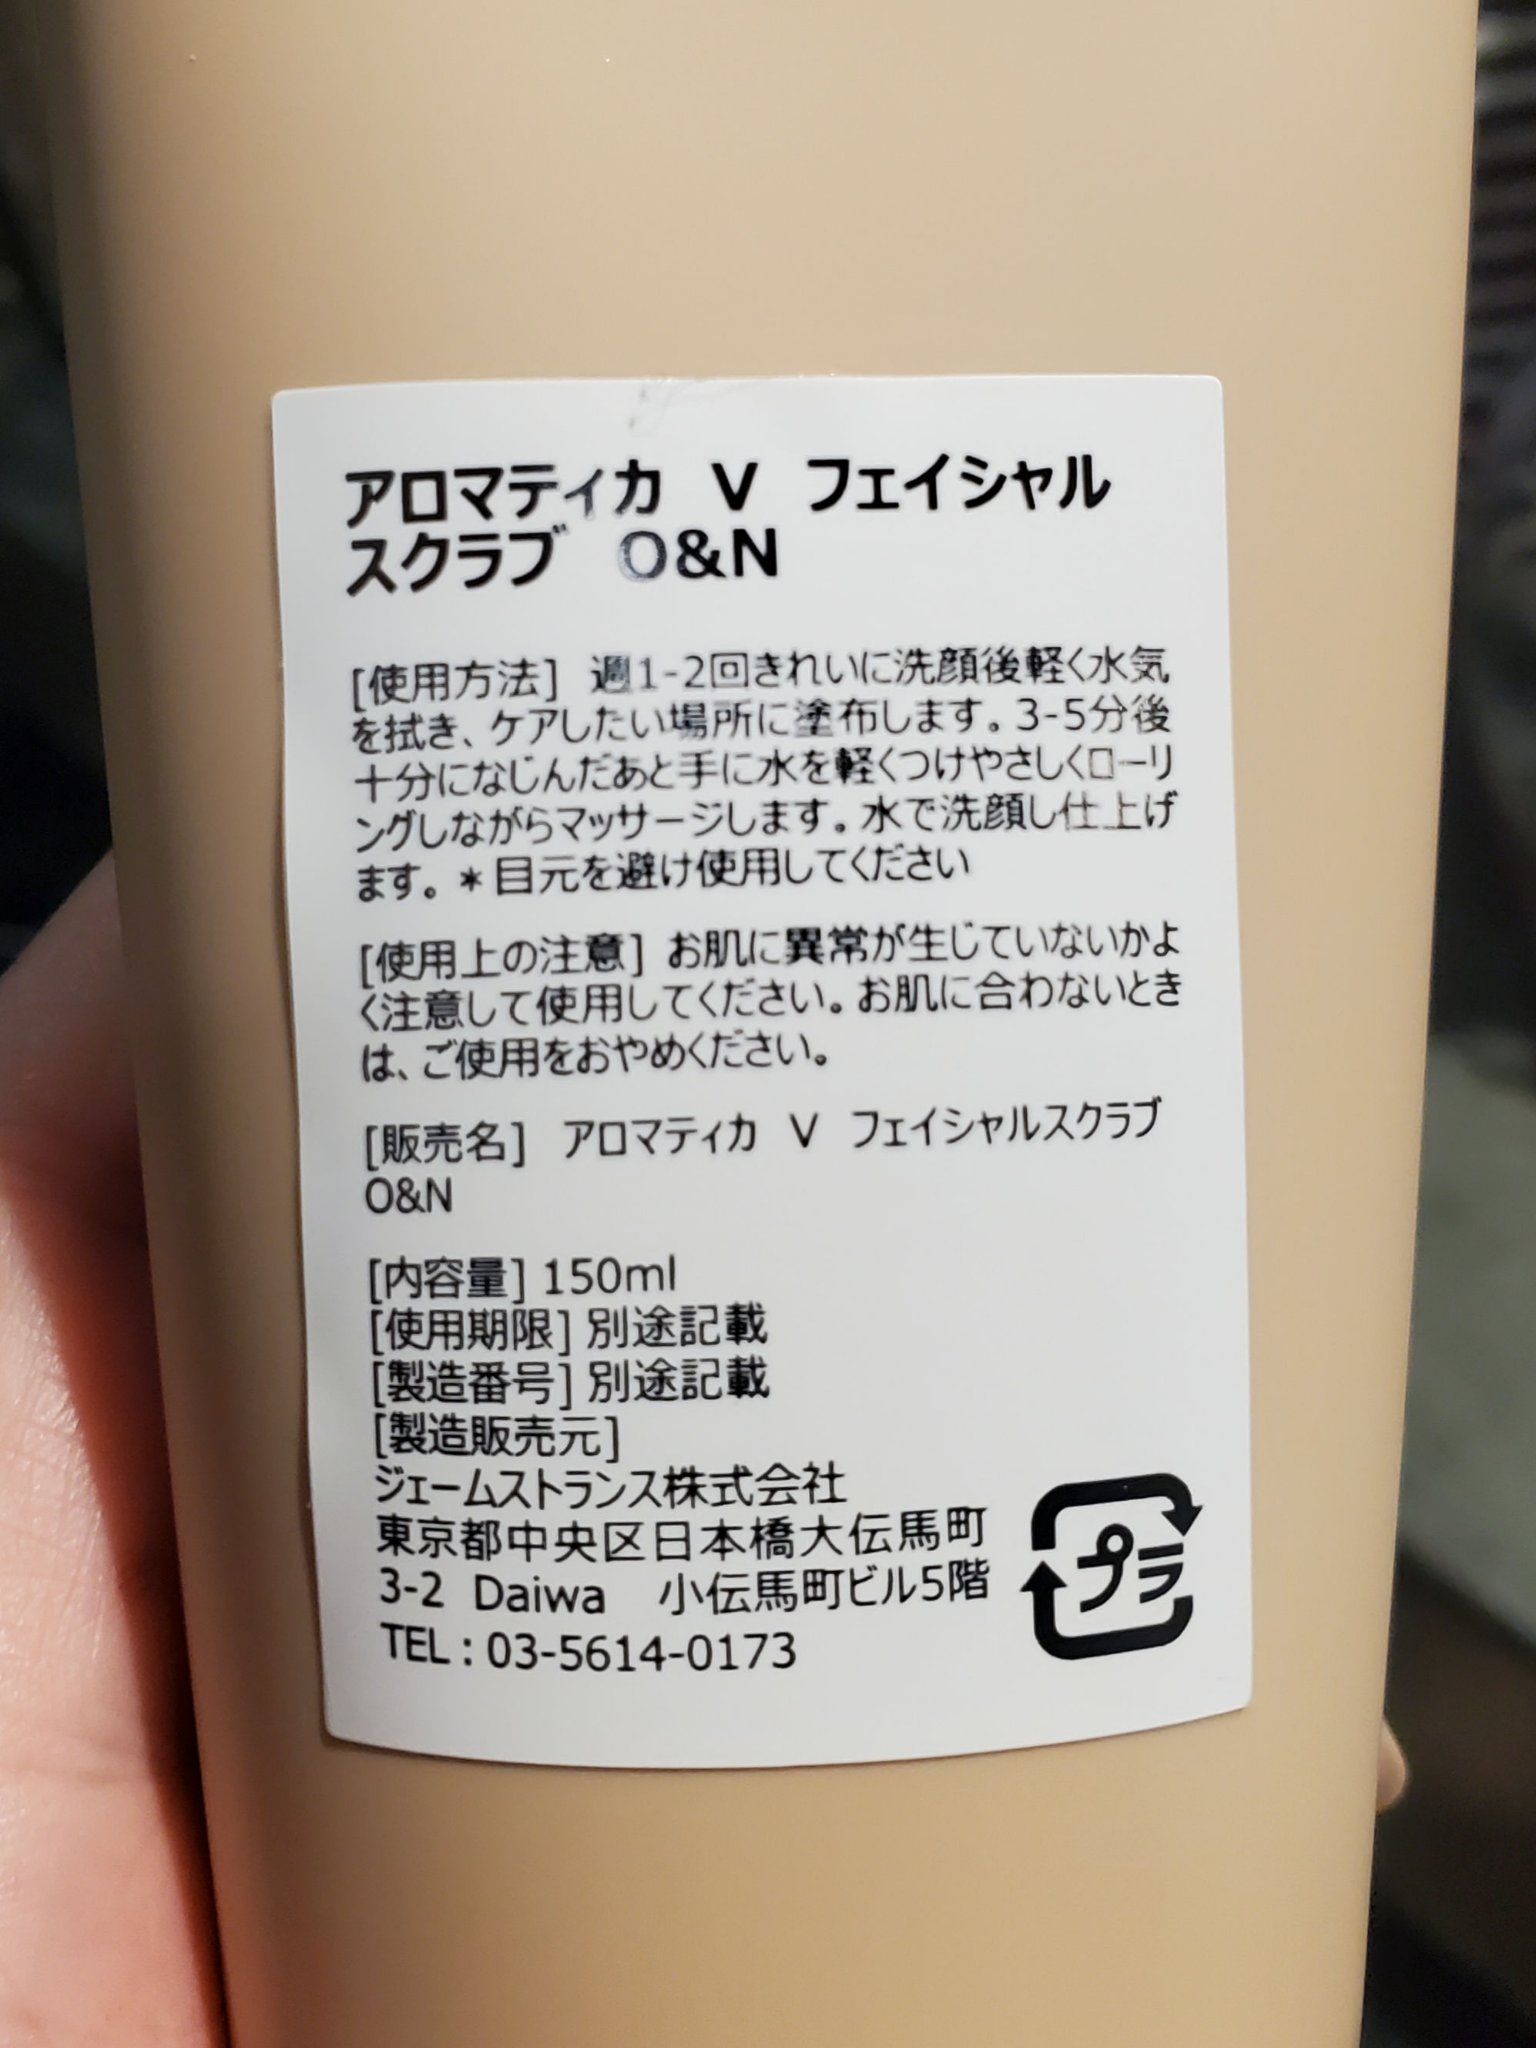 アロマティカ V フェイシャル
スクラブ O&N
[使用方法] 週1-2回きれいに洗顔後軽く水気
を拭き、ケアしたい場所に塗布します。3-5分後
十分になじんだあと手に水を軽くつけやさしくローリ
ングしながらマッサージします。水で洗顔し仕上げ
ます。＊目元を避け使用してください
[使用上の注意] お肌に異常が生じていないかよ
く注意して使用してください。お肌に合わないとき
は、ご使用をおやめください。
[販売名] アロマティカ V フェイシャルスクラブ
O&N
[内容量] 150ml
[使用期限] 別途記載
[製造番号] 別途記載
[製造販売元]
ジェームストランス株式会社
東京都中央区日本橋大伝馬町
3-2 Daiwa 小伝馬町ビル5階
TEL : 03-5614-0173
プラ